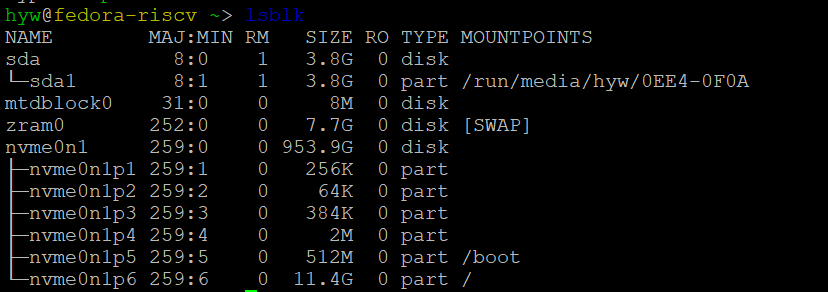 hyw@fedora-riscv ~> lsblk
NAME        MAJ:MIN RM   SIZE RO TYPE MOUNTPOINTS
sda           8:0    1   3.8G  0 disk
└─sda1        8:1    1   3.8G  0 part /run/media/hyw/0EE4-0F0A
mtdblock0    31:0    0     8M  0 disk
zram0       252:0    0   7.7G  0 disk [SWAP]
nvme0n1     259:0    0 953.9G  0 disk
├─nvme0n1p1 259:1    0   256K  0 part
├─nvme0n1p2 259:2    0    64K  0 part
├─nvme0n1p3 259:3    0   384K  0 part
├─nvme0n1p4 259:4    0     2M  0 part
├─nvme0n1p5 259:5    0   512M  0 part /boot
└─nvme0n1p6 259:6    0  11.4G  0 part /